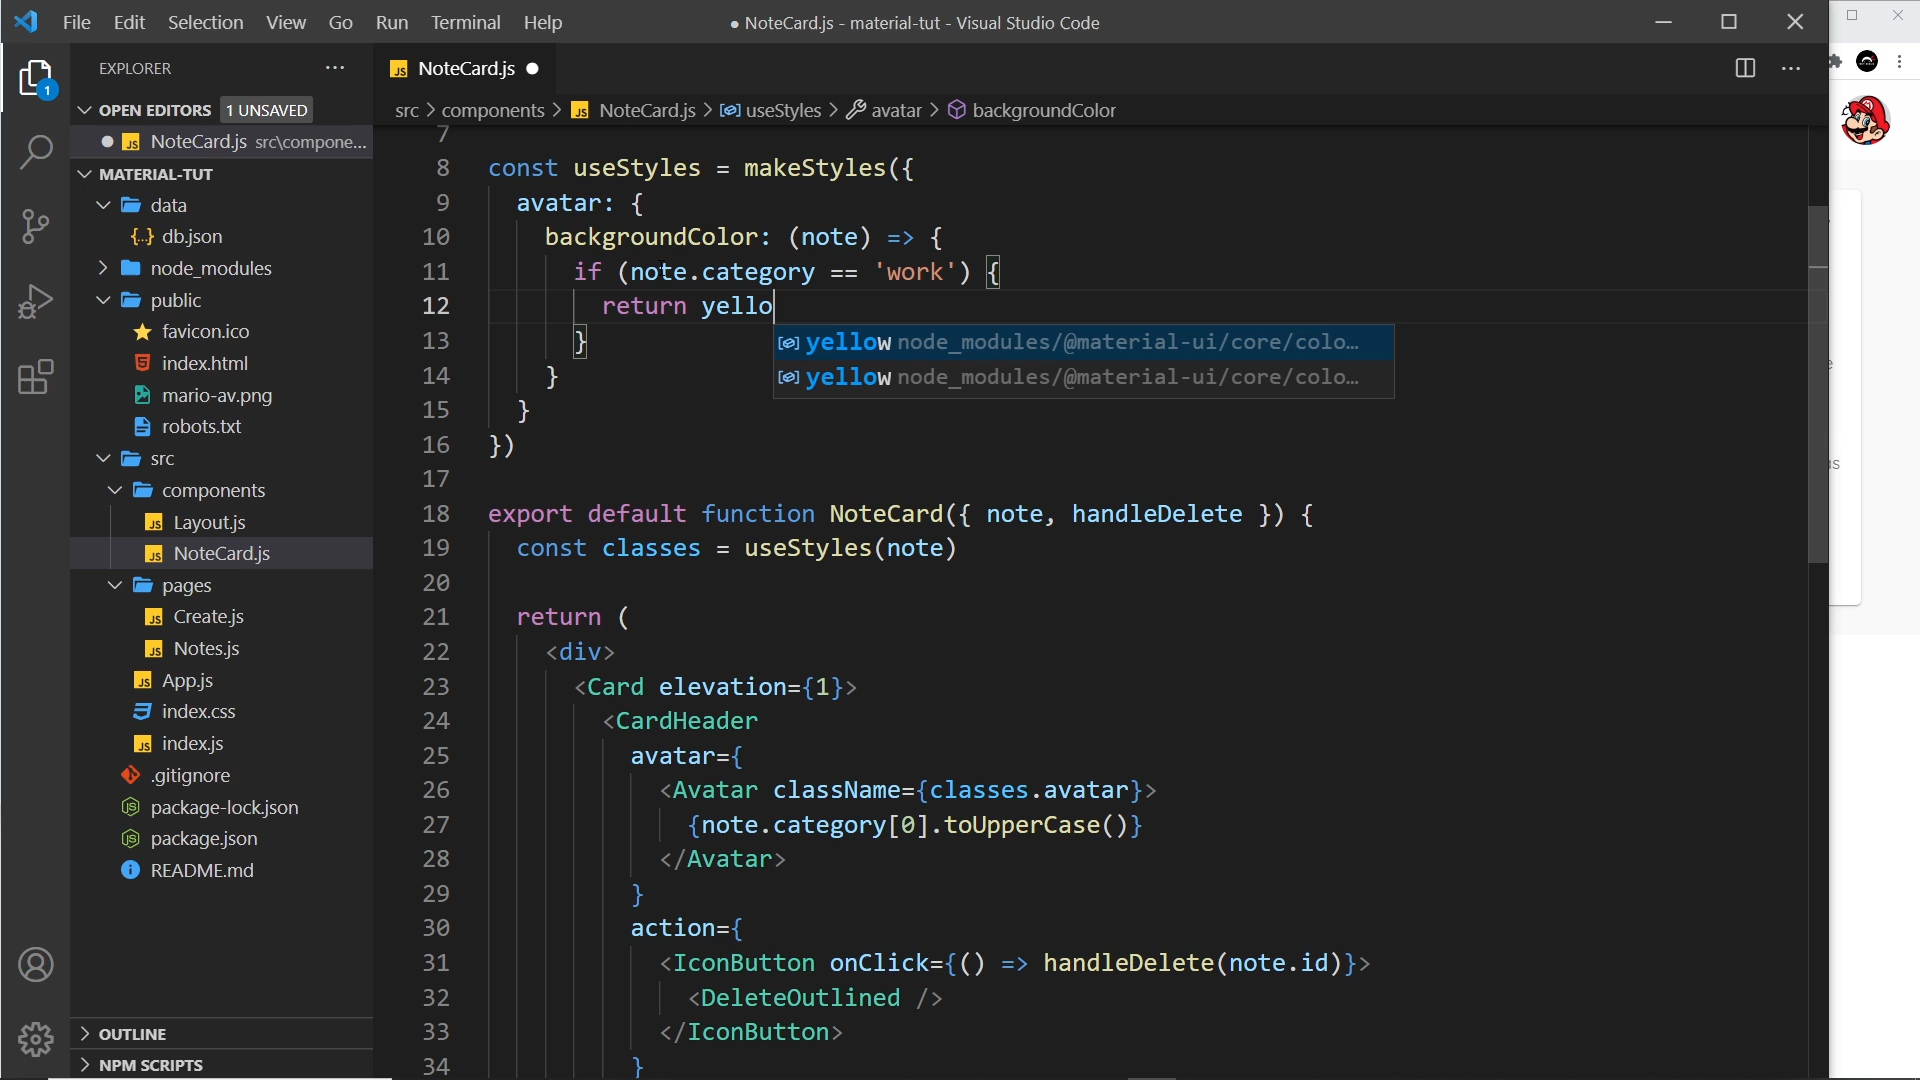 File Edit Selection View Go Run Terminal Help
● NoteCard.js - material-tut - Visual Studio Code
EXPLORER
OPEN EDITORS 1 UNSAVED
NoteCard.js src\compone...
MATERIAL-TUT
data
db.json
node_modules
public
favicon.ico
index.html
mario-av.png
robots.txt
src
components
Layout.js
NoteCard.js
pages
Create.js
Notes.js
App.js
index.css
index.js
.gitignore
package-lock.json
package.json
README.md
OUTLINE
NPM SCRIPTS
1
JS NoteCard.js
src > components > JS NoteCard.js > useStyles > avatar > backgroundColor
7
8 const useStyles = makeStyles({
9 avatar: {
10 backgroundColor: (note) => {
11 if (note.category == 'work') {
12 return yello
13 }
14 }
15 }
16 })
17
18 export default function NoteCard({ note, handleDelete }) {
19 const classes = useStyles(note)
20
21 return (
22 <div>
23 <Card elevation={1}>
24 <CardHeader
25 avatar={
26 <Avatar className={classes.avatar}>
27 {note.category[0].toUpperCase()}
28 </Avatar>
29 }
30 action={
31 <IconButton onClick={() => handleDelete(note.id)}>
32 <DeleteOutlined />
33 </IconButton>
34 }
yellow node_modules/@material-ui/core/colo...
yellow node_modules/@material-ui/core/colo...